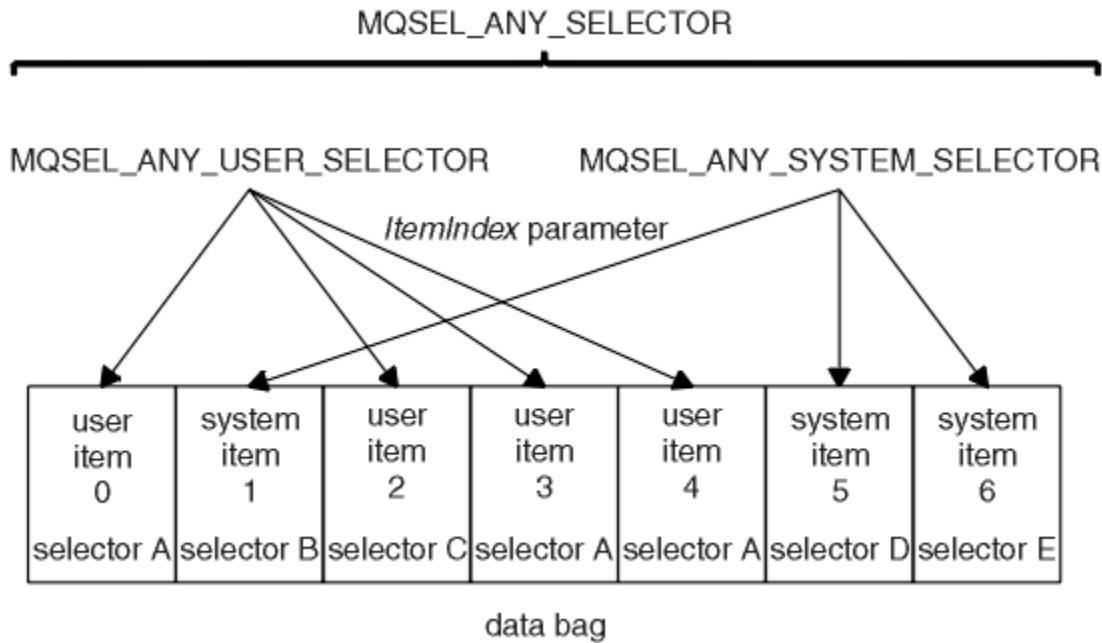 MQSEL_ANY_SELECTOR
MQSEL_ANY_USER_SELECTOR
MQSEL_ANY_SYSTEM_SELECTOR
ItemIndex parameter
user
item
0
selector A
system
item
1
selector B
user
item
2
selector C
user
item
3
selector A
user
item
4
selector A
system
item
5
selector D
system
item
6
selector E
data bag